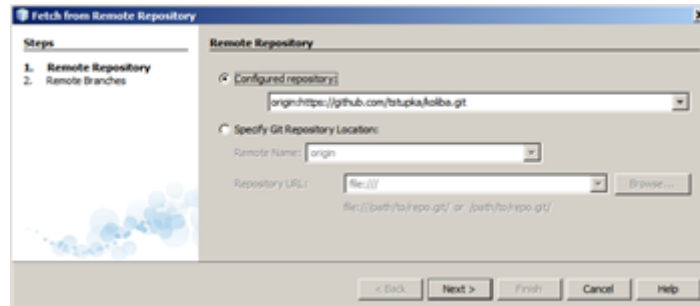 Fetch from Remote Repository
Steps
1. Remote Repository
2. Remote Branches
Remote Repository
Configured repository:
origin:https://github.com/tstupka/koliba.git
Specify Git Repository Location:
Remote Name: origin
Repository URL: file:/// Browse...
file:///path/to/repo.git/ or /path/to/repo.git/
< Back Next > Finish Cancel Help